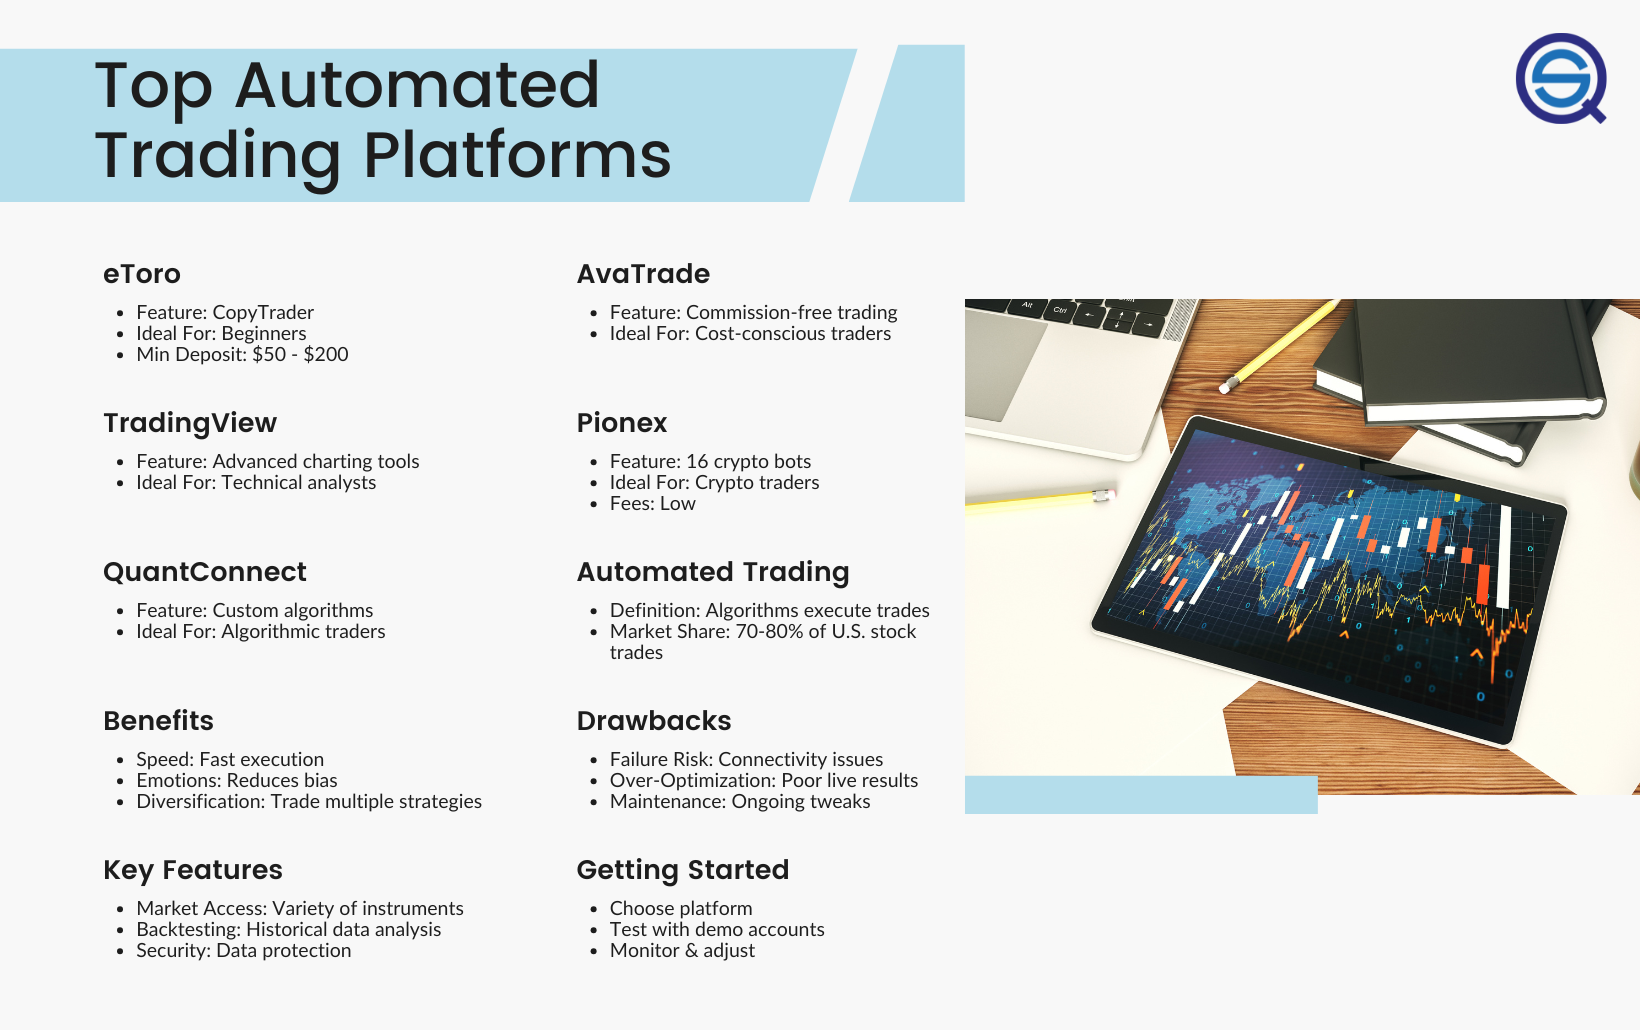 Top Automated
Trading Platforms
eToro
• Feature: CopyTrader
• Ideal For: Beginners
• Min Deposit: $50 - $200
TradingView
• Feature: Advanced charting tools
• Ideal For: Technical analysts
QuantConnect
• Feature: Custom algorithms
• Ideal For: Algorithmic traders
Benefits
• Speed: Fast execution
• Emotions: Reduces bias
• Diversification: Trade multiple strategies
Key Features
• Market Access: Variety of instruments
• Backtesting: Historical data analysis
• Security: Data protection
AvaTrade
• Feature: Commission-free trading
• Ideal For: Cost-conscious traders
Pionex
• Feature: 16 crypto bots
• Ideal For: Crypto traders
• Fees: Low
Automated Trading
• Definition: Algorithms execute trades
• Market Share: 70-80% of U.S. stock
trades
Drawbacks
• Failure Risk: Connectivity issues
• Over-Optimization: Poor live results
• Maintenance: Ongoing tweaks
Getting Started
• Choose platform
• Test with demo accounts
• Monitor & adjust
Alt
Ctrl